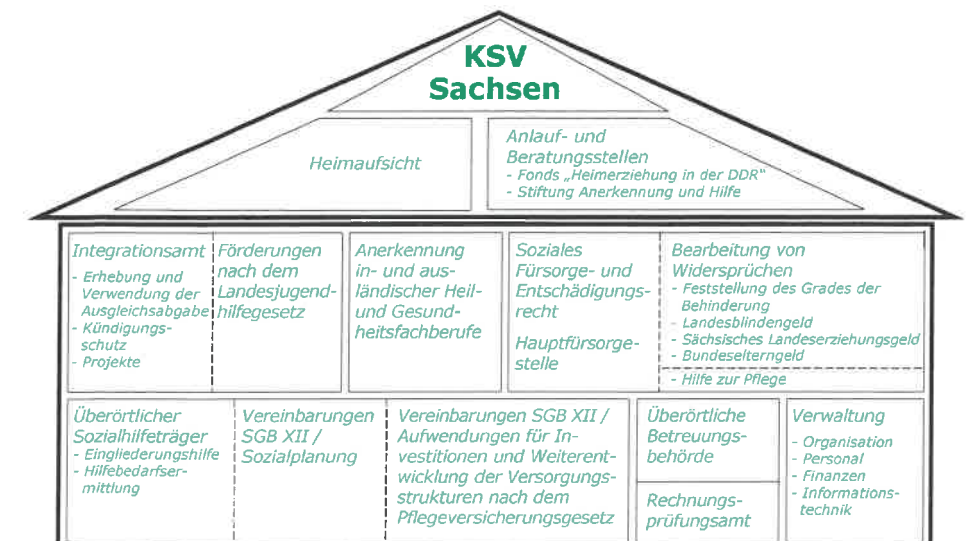 KSV
Sachsen
Heimaufsicht
Anlauf- und
Beratungsstellen
- Fonds „Heimerziehung in der DDR"
- Stiftung Anerkennung und Hilfe
Integrationsamt
- Erhebung und
Verwendung der
Ausgleichsabgabe
- Kündigungs-
schutz
- Projekte
Förderungen
nach dem
Landesjugend-
hilfegesetz
Anerkennung
in- und aus-
ländischer Heil-
und Gesund-
heitsfachberufe
Soziales
Fürsorge- und
Entschädigungs-
recht
Hauptfürsorge-
stelle
Bearbeitung von
Widersprüchen
- Feststellung des Grades der
Behinderung
- Landesblindengeld
- Sächsisches Landeserziehungsgeld
- Bundeselterngeld
- Hilfe zur Pflege
Überörtlicher
Sozialhilfeträger
- Eingliederungshilfe
- Hilfebedarfser-
mittlung
Vereinbarungen
SGB XII /
Sozialplanung
Vereinbarungen SGB XII /
Aufwendungen für In-
vestitionen und Weiterent-
wicklung der Versorgungs-
strukturen nach dem
Pflegeversicherungsgesetz
Überörtliche
Betreuungs-
behörde
Rechnungs-
prüfungsamt
Verwaltung
- Organisation
- Personal
- Finanzen
- Informations-
technik